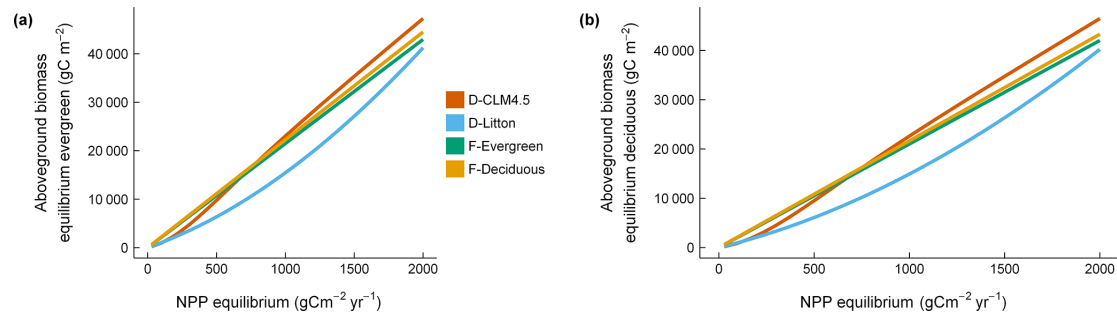 (a)
Aboveground biomass
equilibrium evergreen (gC m−2)
40 000
30 000
20 000
10 000
0
0 500 1000 1500 2000
NPP equilibrium (gCm−2 yr−1)
D-CLM4.5
D-Litton
F-Evergreen
F-Deciduous
(b)
Aboveground biomass
equilibrium deciduous (gC m−2)
40 000
30 000
20 000
10 000
0
0 500 1000 1500 2000
NPP equilibrium (gCm−2 yr−1)